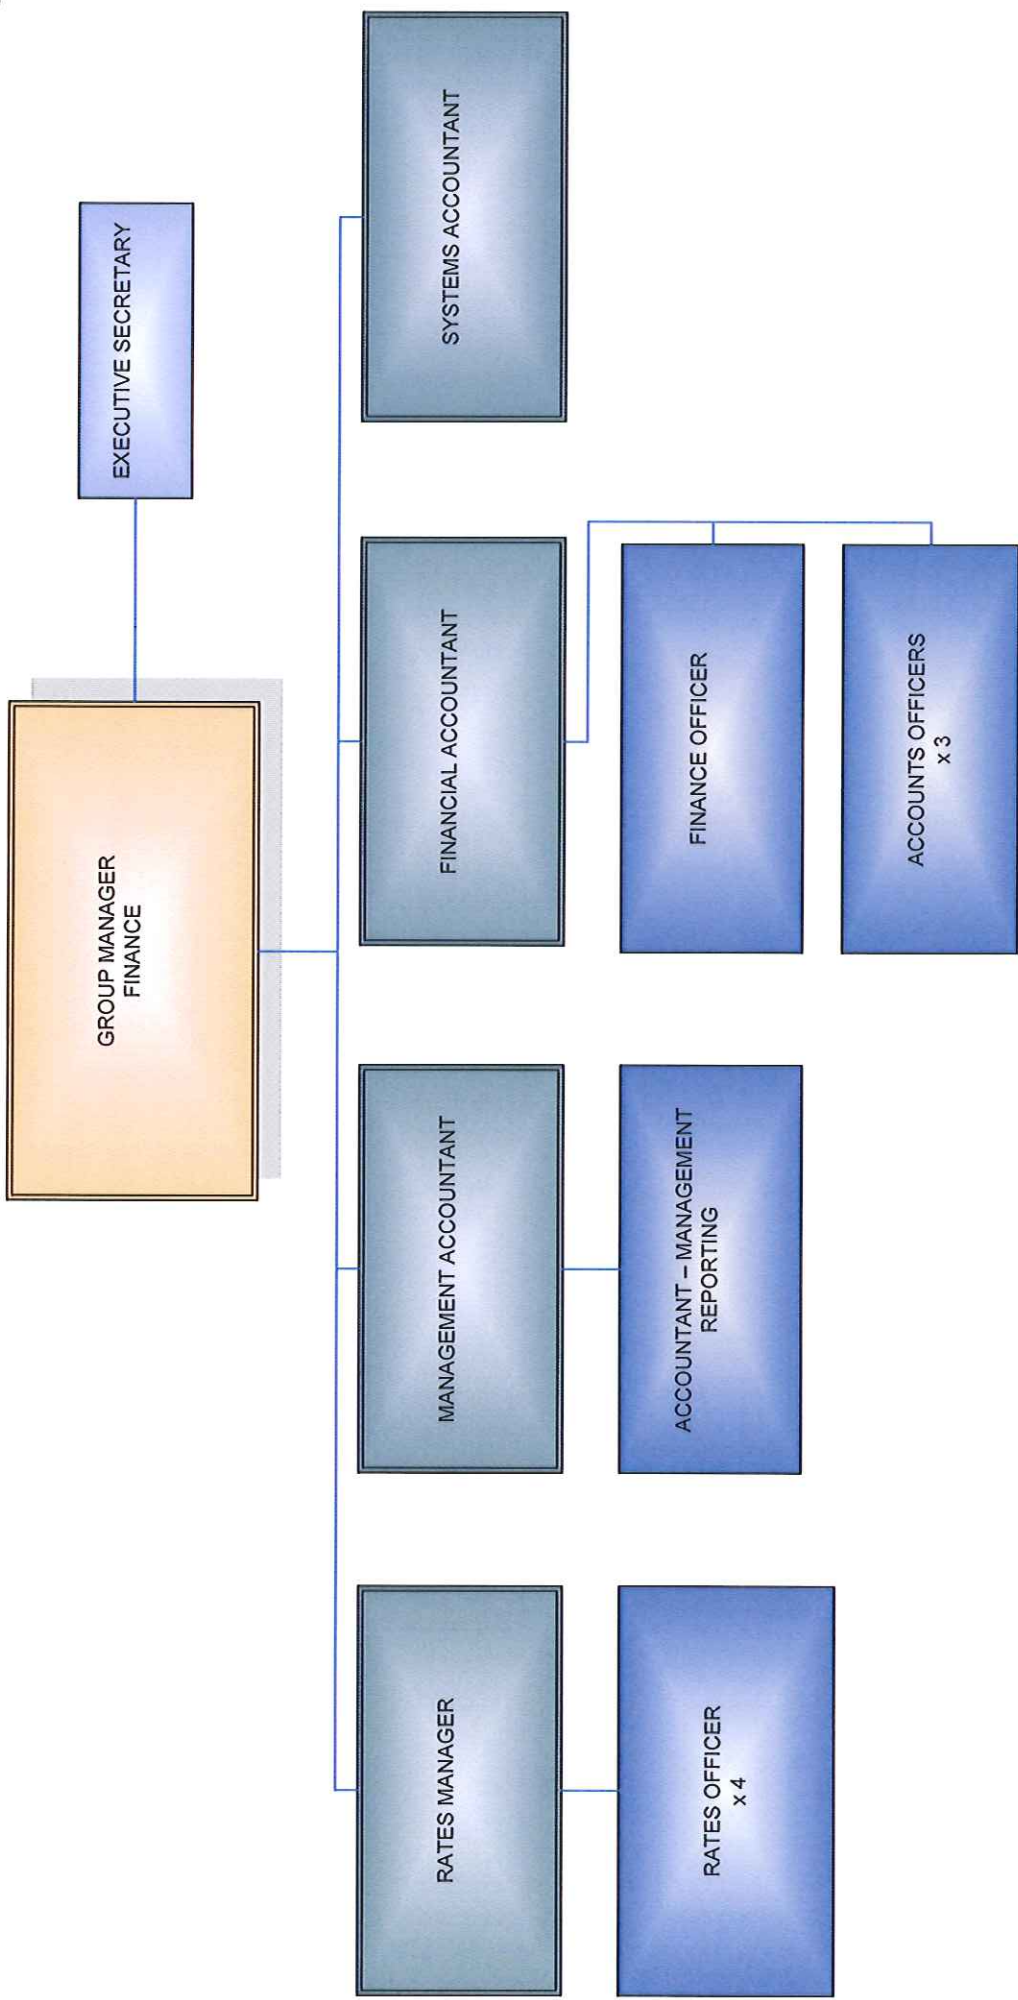 GROUP MANAGER
FINANCE
EXECUTIVE SECRETARY
RATES MANAGER
MANAGEMENT ACCOUNTANT
FINANCIAL ACCOUNTANT
SYSTEMS ACCOUNTANT
RATES OFFICER
x 4
ACCOUNTANT – MANAGEMENT
REPORTING
FINANCE OFFICER
ACCOUNTS OFFICERS
x 3